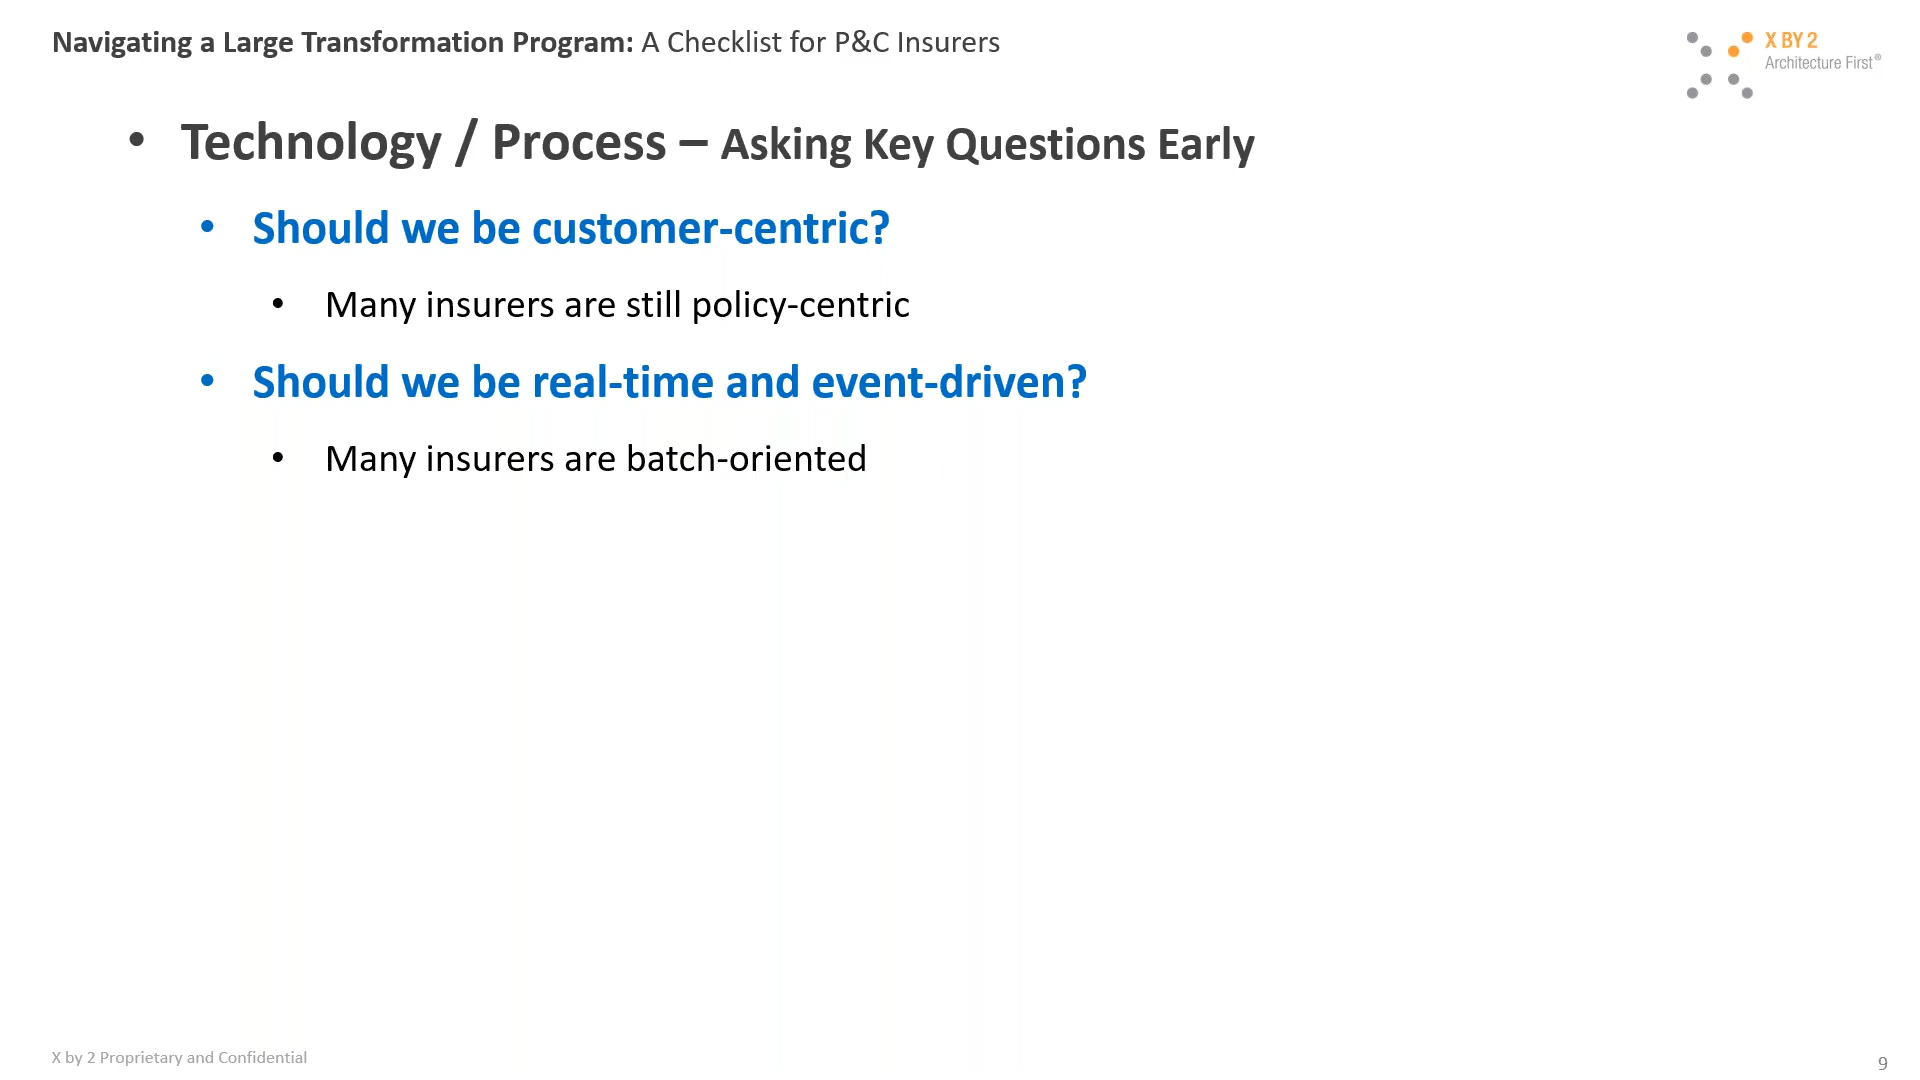 Navigating a Large Transformation Program: A Checklist for P&C Insurers
X BY 2
Architecture First®
• Technology / Process – Asking Key Questions Early
• Should we be customer-centric?
• Many insurers are still policy-centric
• Should we be real-time and event-driven?
• Many insurers are batch-oriented
X by 2 Proprietary and Confidential
9